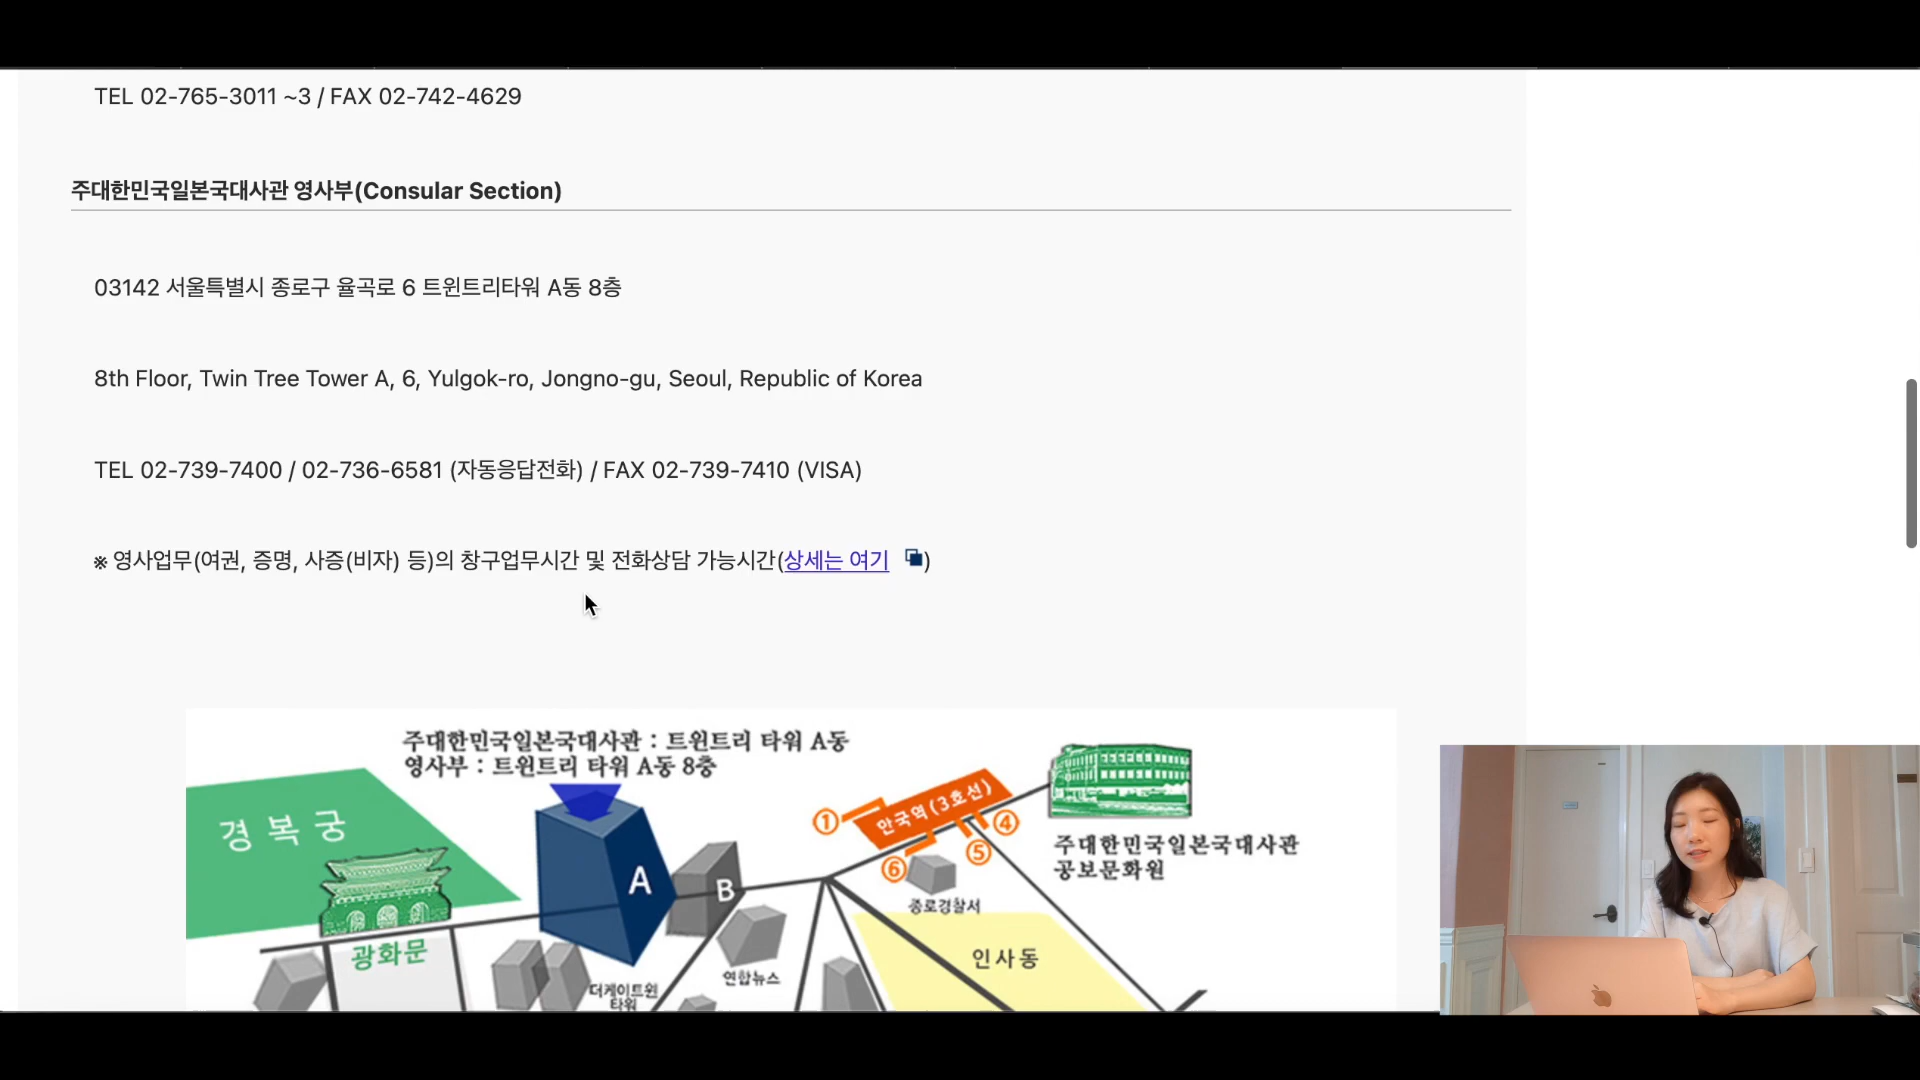 TEL 02-765-3011 ~3 / FAX 02-742-4629
주대한민국일본국대사관 영사부(Consular Section)
03142 서울특별시 종로구 율곡로 6 트윈트리타워 A동 8층
8th Floor, Twin Tree Tower A, 6, Yulgok-ro, Jongno-gu, Seoul, Republic of Korea
TEL 02-739-7400 / 02-736-6581 (자동응답전화) / FAX 02-739-7410 (VISA)
※ 영사업무(여권, 증명, 사증(비자) 등)의 창구업무시간 및 전화상담 가능시간(상세는 여기 )
주대한민국일본국대사관 : 트윈트리 타워 A동
영사부 : 트윈트리 타워 A동 8층
경복궁
광화문
A
B
더케이트윈
타워
연합뉴스
①
안국역(3호선)
④
⑤
⑥
종로경찰서
주대한민국일본국대사관
공보문화원
인사동